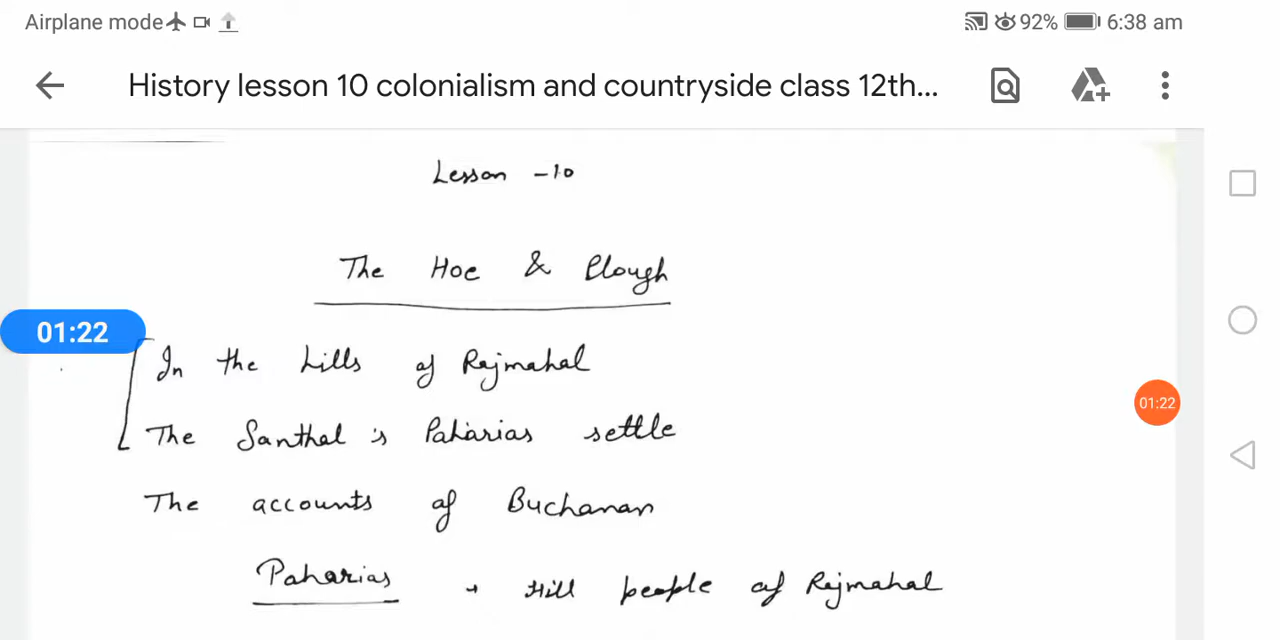 Airplane mode 92% 6:38 am
History lesson 10 colonialism and countryside class 12th...
Lesson -10
The Hoe & Plough
01:22
In the hills of Rajmahal
01:22
The Santhal is Paharias settle
The accounts of Buchanan
Paharias → Hill people of Rajmahal